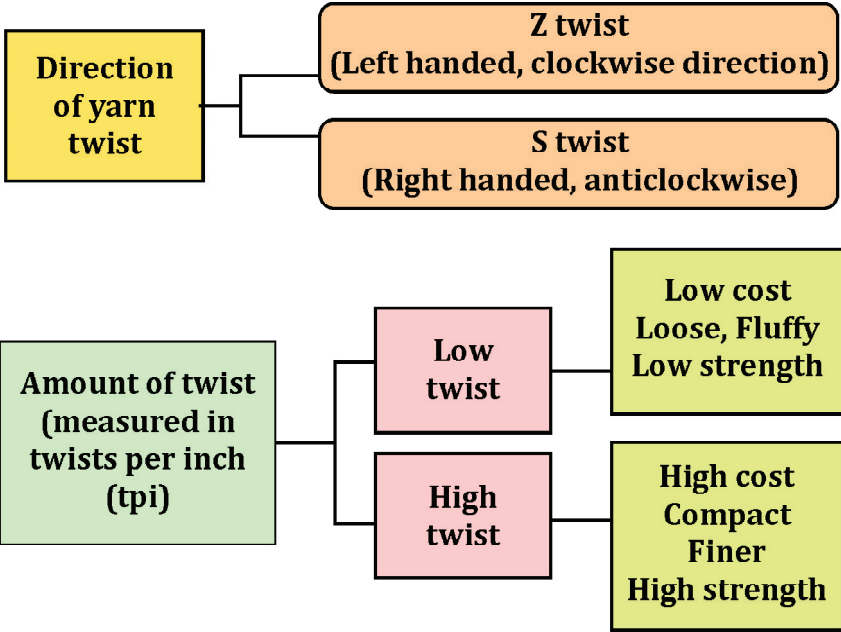 Direction
of yarn
twist
Z twist
(Left handed, clockwise direction)
S twist
(Right handed, anticlockwise)
Amount of twist
(measured in
twists per inch
(tpi)
Low
twist
Low cost
Loose, Fluffy
Low strength
High
twist
High cost
Compact
Finer
High strength